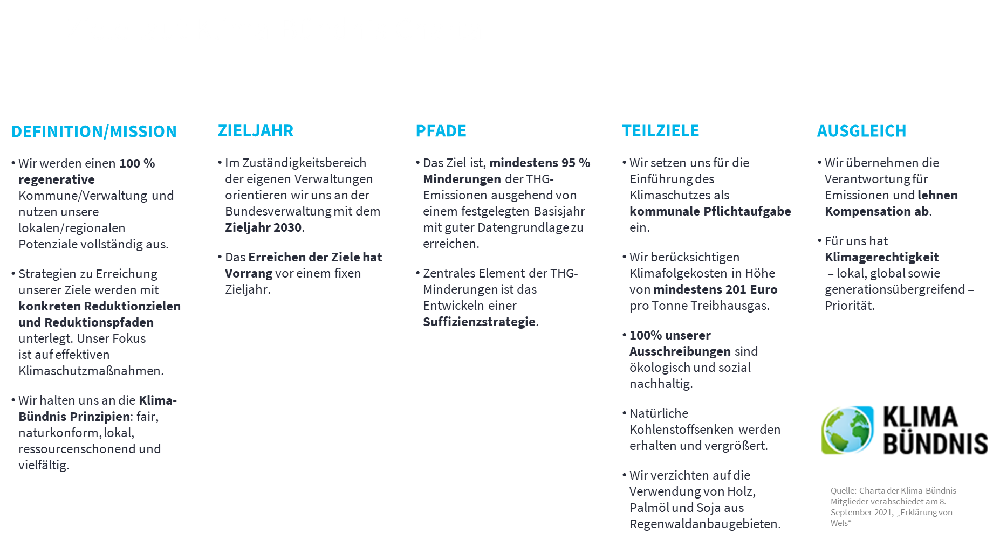 DEFINITION/MISSION
• Wir werden einen 100 %
regenerative
Kommune/Verwaltung und
nutzen unsere
lokalen/regionalen
Potenziale vollständig aus.
• Strategien zu Erreichung
unserer Ziele werden mit
konkreten Reduktionzielen
und Reduktionspfaden
unterlegt. Unser Fokus
ist auf effektiven
Klimaschutzmaßnahmen.
• Wir halten uns an die Klima-
Bündnis Prinzipien: fair,
naturkonform, lokal,
ressourcenschonend und
vielfältig.
ZIELJAHR
• Im Zuständigkeitsbereich
der eigenen Verwaltungen
orientieren wir uns an der
Bundesverwaltung mit dem
Zieljahr 2030.
• Das Erreichen der Ziele hat
Vorrang vor einem fixen
Zieljahr.
PFADE
• Das Ziel ist, mindestens 95 %
Minderungen der THG-
Emissionen ausgehend von
einem festgelegten Basisjahr
mit guter Datengrundlage zu
erreichen.
• Zentrales Element der THG-
Minderungen ist das
Entwickeln einer
Suffizienzstrategie.
TEILZIELE
• Wir setzen uns für die
Einführung des
Klimaschutzes als
kommunale Pflichtaufgabe
ein.
• Wir berücksichtigen
Klimafolgekosten in Höhe
von mindestens 201 Euro
pro Tonne Treibhausgas.
• 100% unserer
Ausschreibungen sind
ökologisch und sozial
nachhaltig.
• Natürliche
Kohlenstoffsenken werden
erhalten und vergrößert.
• Wir verzichten auf die
Verwendung von Holz,
Palmöl und Soja aus
Regenwaldanbaugebieten.
AUSGLEICH
• Wir übernehmen die
Verantwortung für
Emissionen und lehnen
Kompensation ab.
• Für uns hat
Klimagerechtigkeit
– lokal, global sowie
generationsübergreifend –
Priorität.
KLIMA
BÜNDNIS
Quelle: Charta der Klima-Bündnis-
Mitglieder verabschiedet am 8.
September 2021, „Erklärung von
Wels“